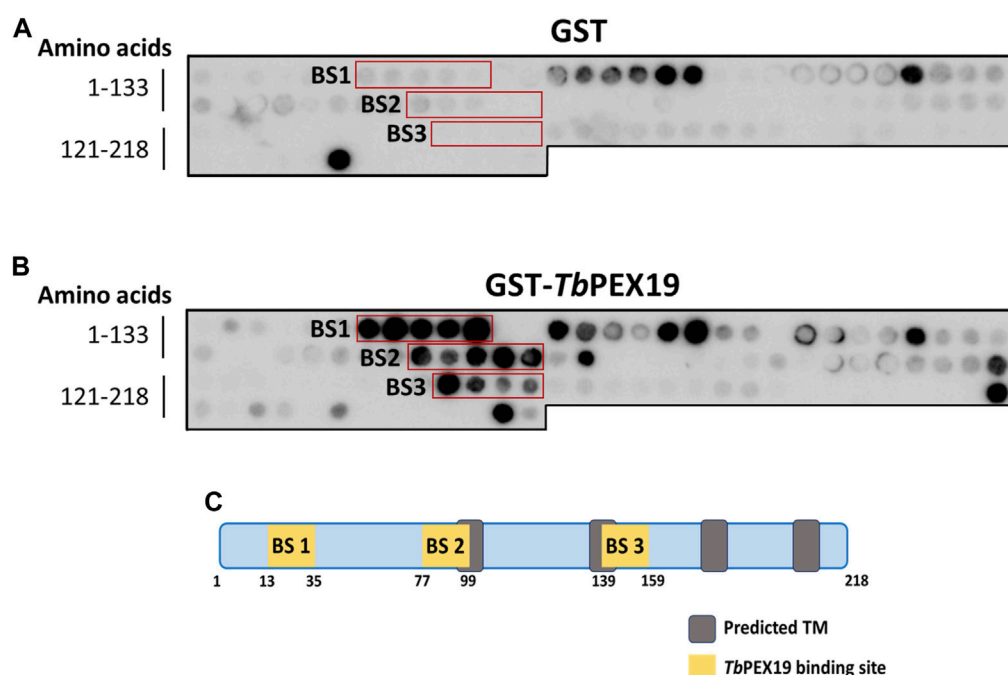 A
GST
Amino acids
1-133
BS1
BS2
BS3
121-218
B
GST-TbPEX19
Amino acids
1-133
BS1
BS2
BS3
121-218
C
BS 1
BS 2
BS 3
1 13 35 77 99 139 159 218
Predicted TM
TbPEX19 binding site